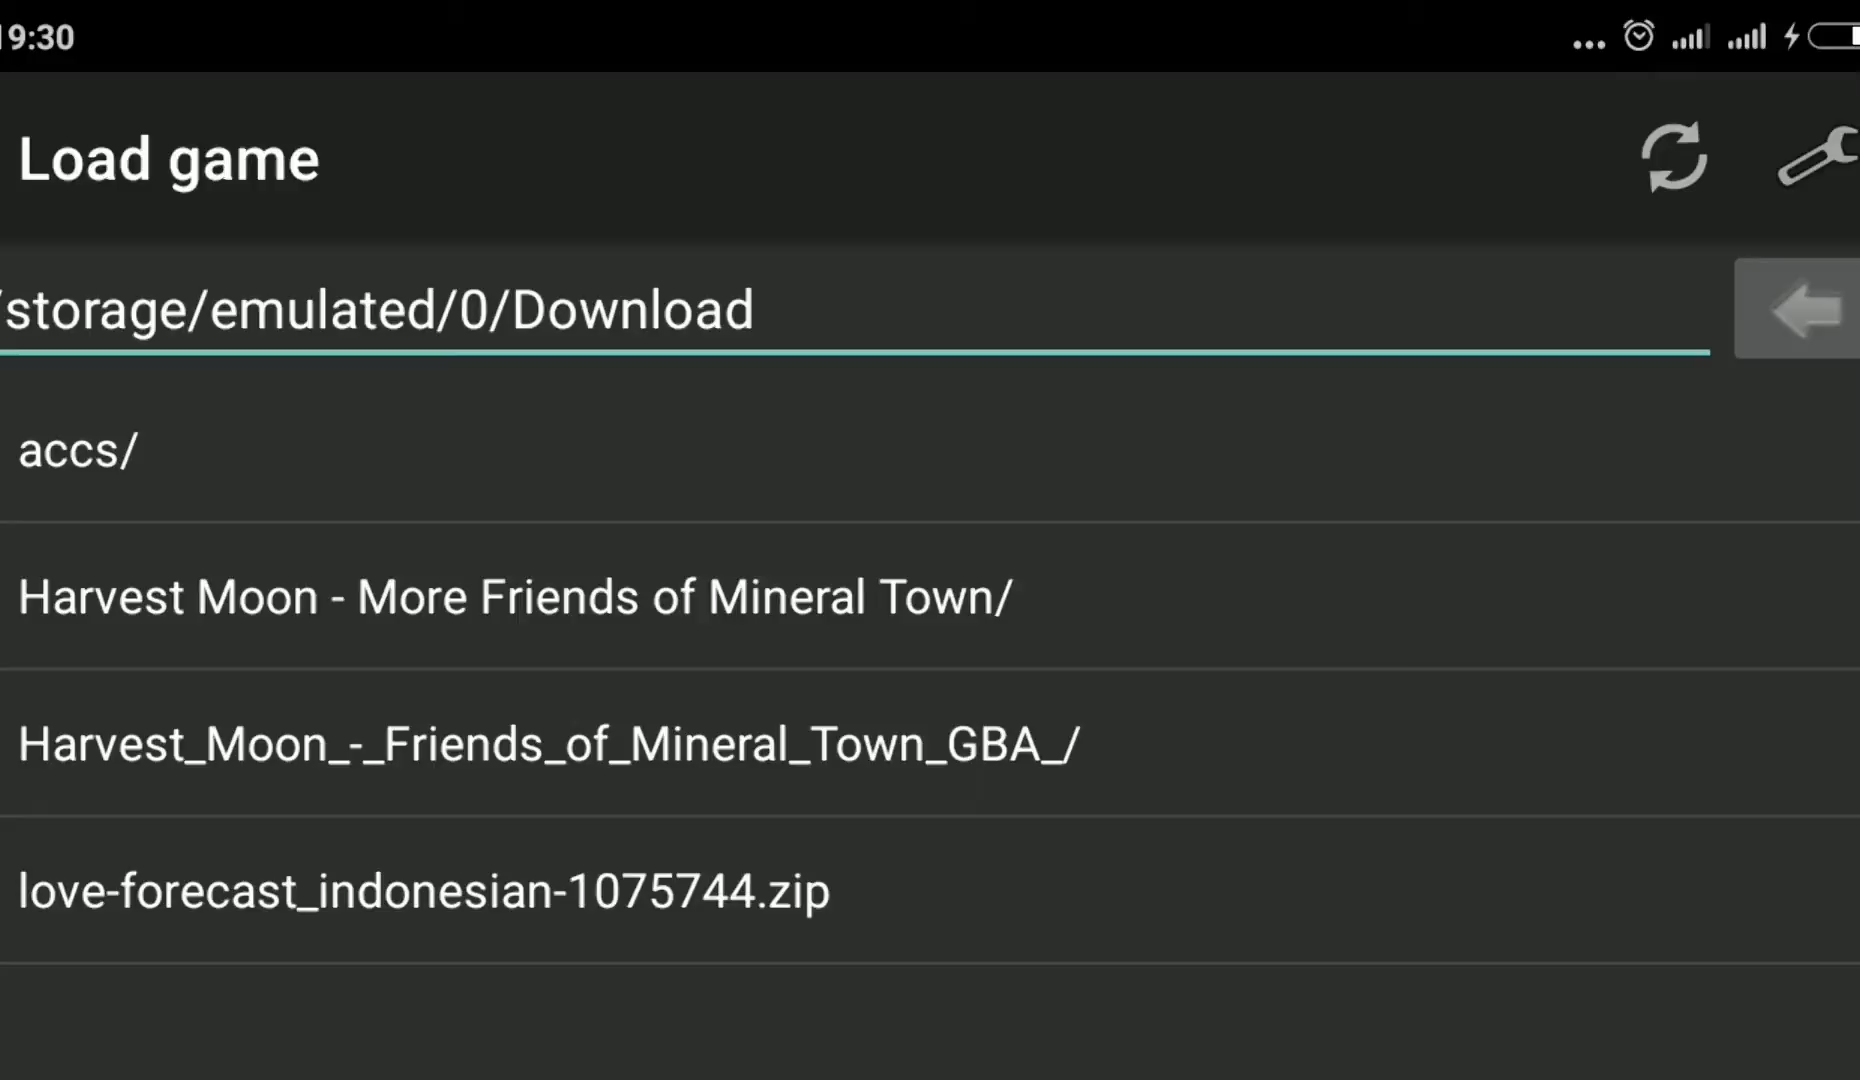 19:30
Load game
/storage/emulated/0/Download
accs/
Harvest Moon - More Friends of Mineral Town/
Harvest_Moon_-_Friends_of_Mineral_Town_GBA_/
love-forecast_indonesian-1075744.zip